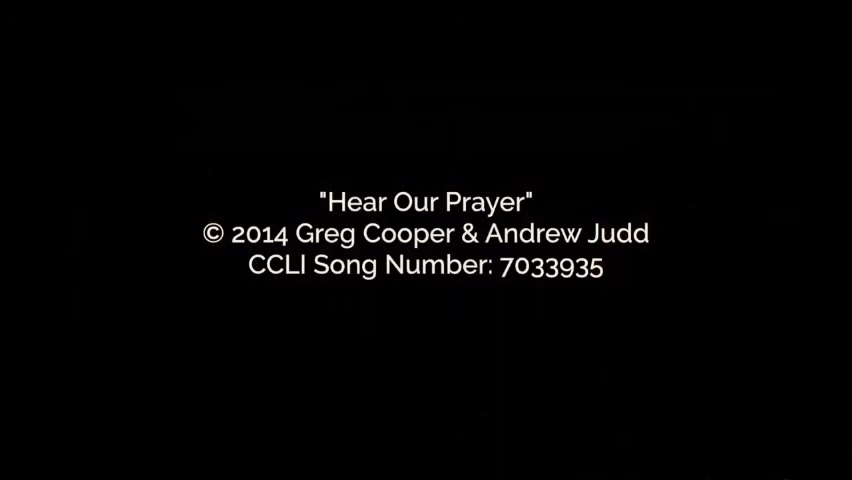 "Hear Our Prayer"
© 2014 Greg Cooper & Andrew Judd
CCLI Song Number: 7033935